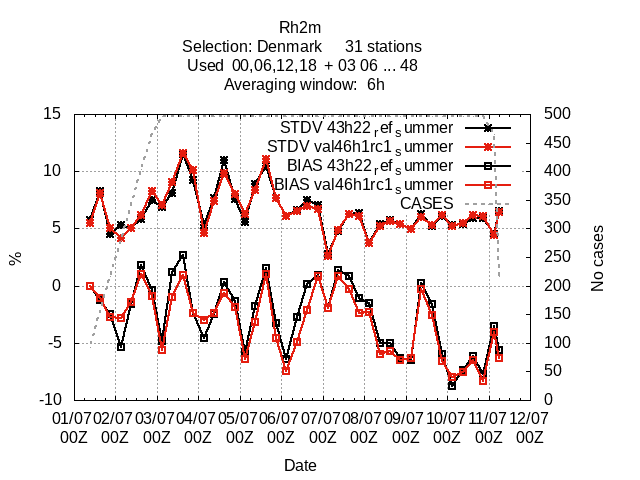 Rh2m
Selection: Denmark 31 stations
Used 00,06,12,18 + 03 06 ... 48
Averaging window: 6h
STDV 43h22refsummer
STDV val46h1rc1summer
BIAS 43h22refsummer
BIAS val46h1rc1summer
CASES
15
10
5
0
-5
-10
%
500
450
400
350
300
250
200
150
100
50
0
No cases
01/07 02/07 03/07 04/07 05/07 06/07 07/07 08/07 09/07 10/07 11/07 12/07
00Z 00Z 00Z 00Z 00Z 00Z 00Z 00Z 00Z 00Z 00Z 00Z
Date